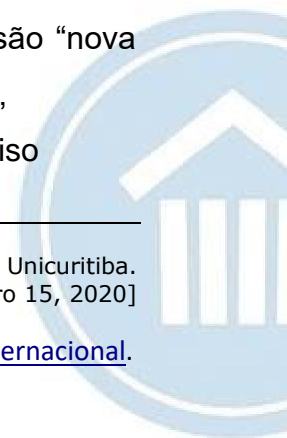 são “nova
”
iso
Unicuritiba.
ro 15, 2020]
ernacional.